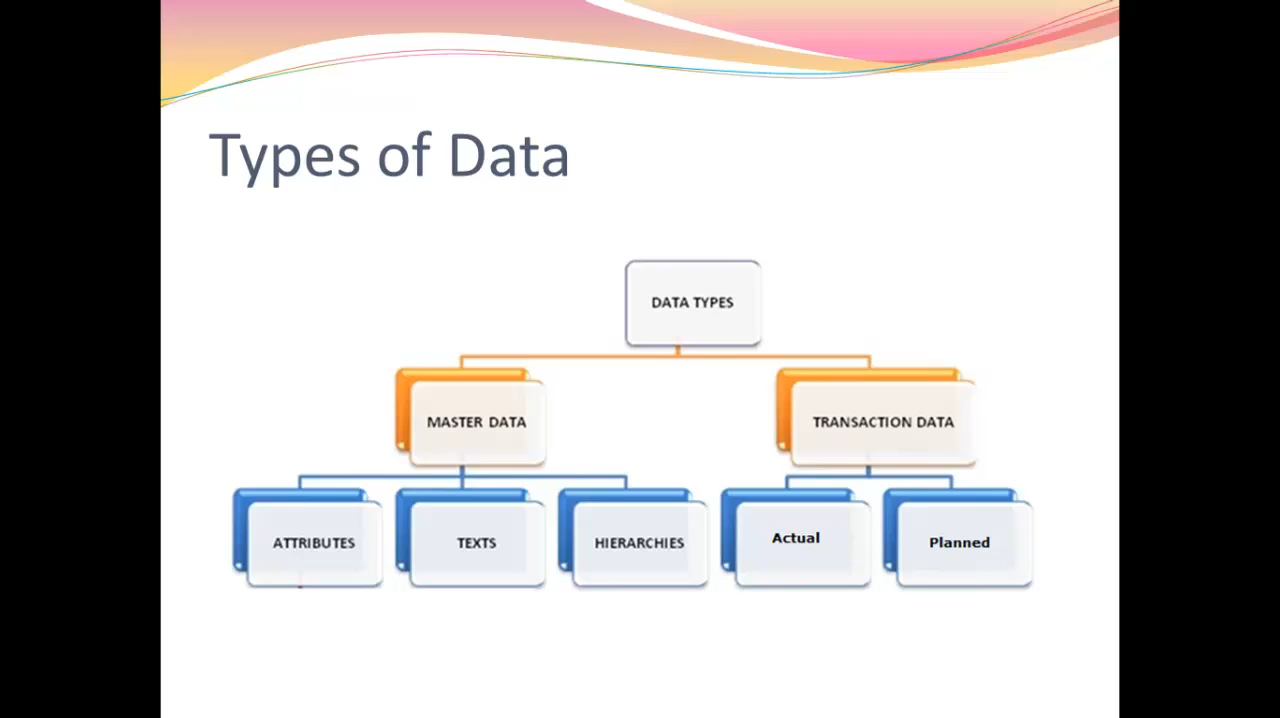 Types of Data
DATA TYPES
MASTER DATA
TRANSACTION DATA
ATTRIBUTES
TEXTS
HIERARCHIES
Actual
Planned